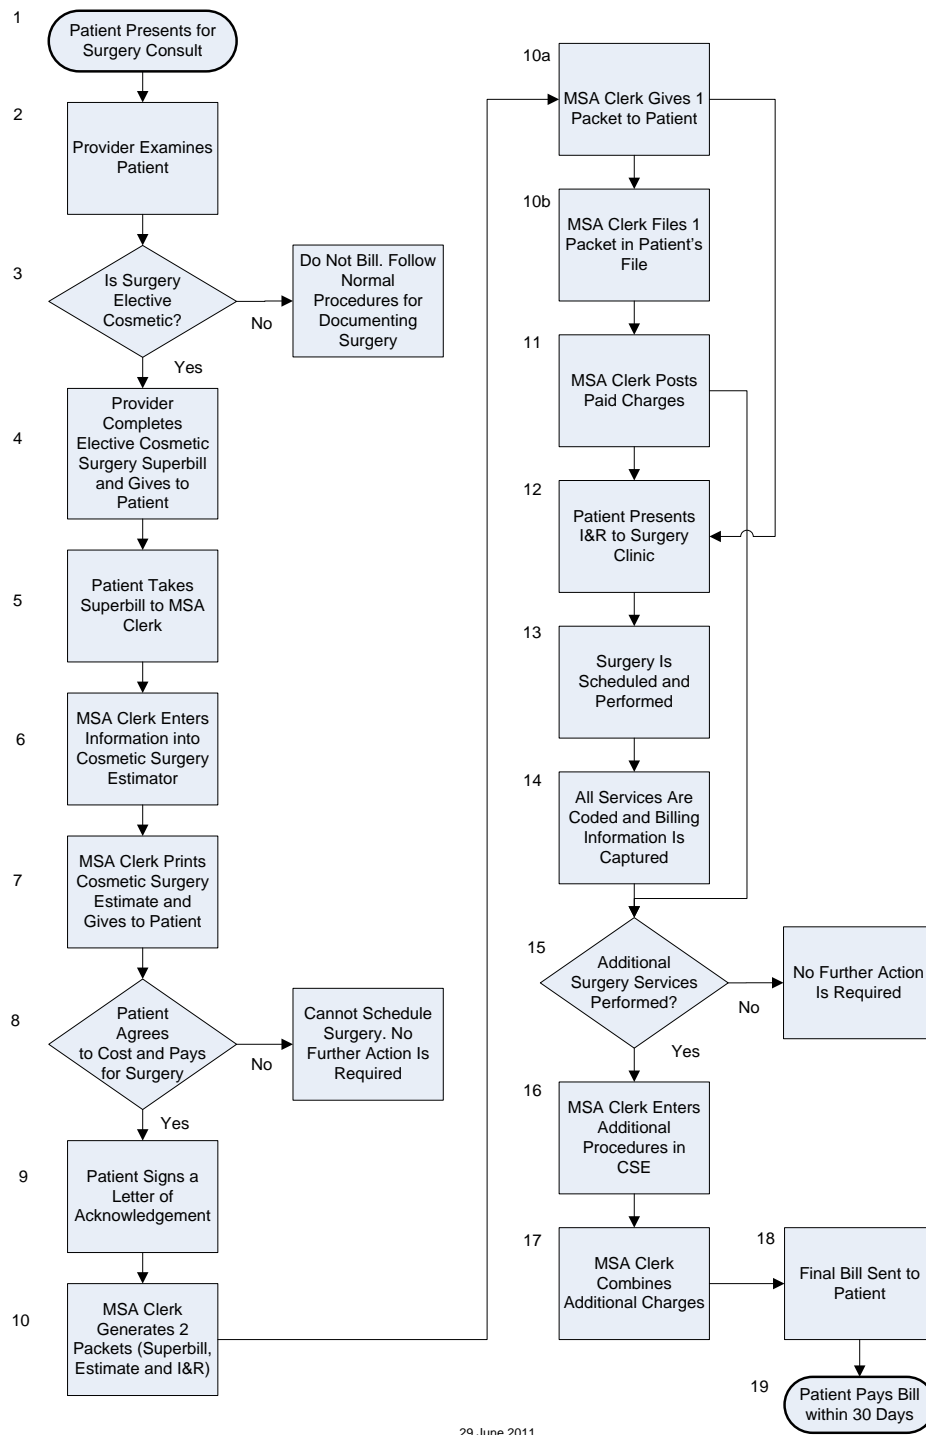 1
Patient Presents for
Surgery Consult
2
Provider Examines
Patient
3
Is Surgery
Elective
Cosmetic?
No
Do Not Bill. Follow
Normal
Procedures for
Documenting
Surgery
Yes
4
Provider
Completes
Elective Cosmetic
Surgery Superbill
and Gives to
Patient
5
Patient Takes
Superbill to MSA
Clerk
6
MSA Clerk Enters
Information into
Cosmetic Surgery
Estimator
7
MSA Clerk Prints
Cosmetic Surgery
Estimate and
Gives to Patient
8
Patient
Agrees
to Cost and Pays
for Surgery
No
Cannot Schedule
Surgery. No
Further Action Is
Required
Yes
9
Patient Signs a
Letter of
Acknowledgement
10
MSA Clerk
Generates 2
Packets (Superbill,
Estimate and I&R)
10a
MSA Clerk Gives 1
Packet to Patient
10b
MSA Clerk Files 1
Packet in Patient's
File
11
MSA Clerk Posts
Paid Charges
12
Patient Presents
I&R to Surgery
Clinic
13
Surgery Is
Scheduled and
Performed
14
All Services Are
Coded and Billing
Information Is
Captured
15
Additional
Surgery Services
Performed?
No
No Further Action
Is Required
Yes
16
MSA Clerk Enters
Additional
Procedures in
CSE
17
MSA Clerk
Combines
Additional Charges
18
Final Bill Sent to
Patient
19
Patient Pays Bill
within 30 Days
29 June 2011